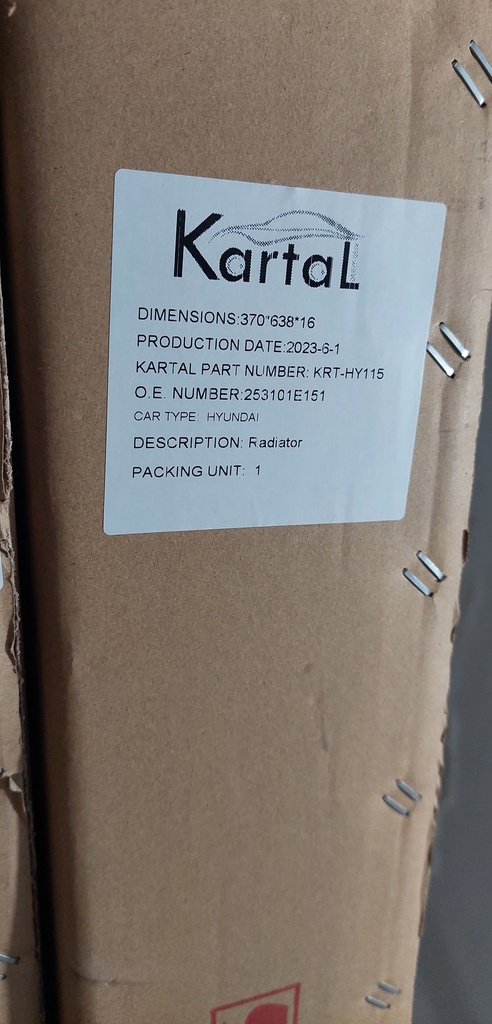 Kartal
DIMENSIONS:370*638*16
PRODUCTION DATE:2023-6-1
KARTAL PART NUMBER: KRT-HY115
O.E. NUMBER:253101E151
CAR TYPE: HYUNDAI
DESCRIPTION: Radiator
PACKING UNIT: 1